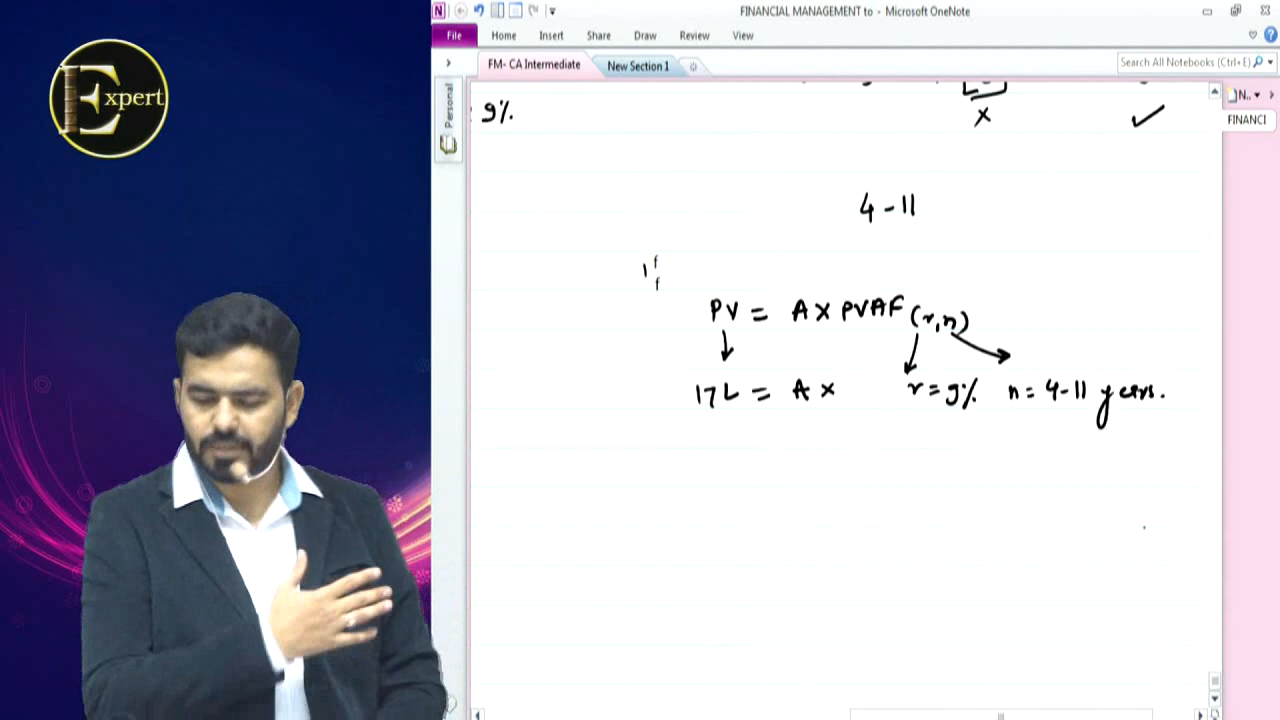 FINANCIAL MANAGEMENT to - Microsoft OneNote
File Home Insert Share Draw Review View
FM- CA Intermediate New Section 1
Search All Notebooks (Ctrl+E)
Expert
Personal
N..
FINANCI
9%.
x
4-11
PV = A x PVAF (r,n)
17L = A x r = 9% n = 4-11 years.